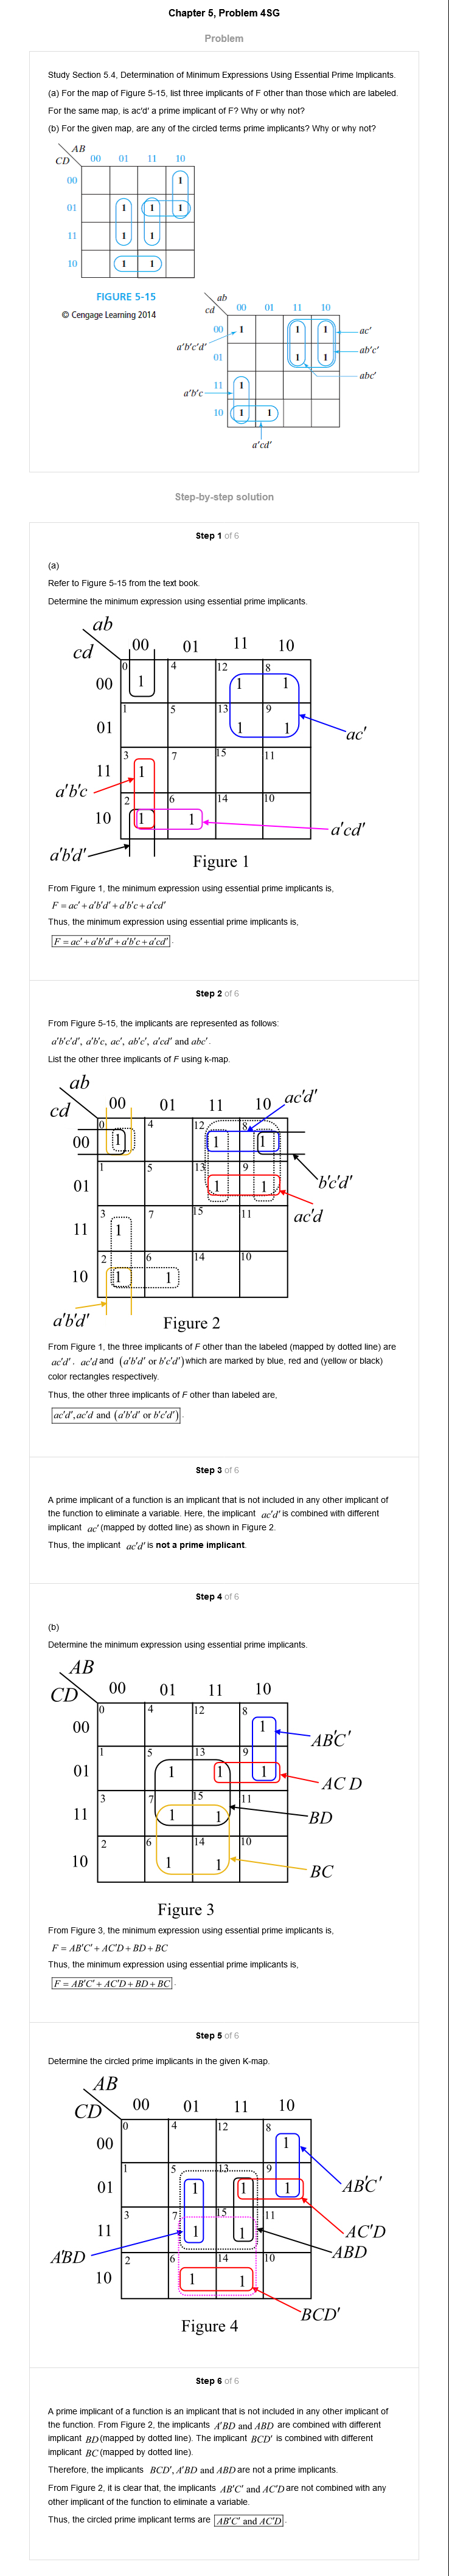 Chapter 5, Problem 4SG
Problem
Study Section 5.4, Determination of Minimum Expressions Using Essential Prime Implicants.
(a) For the map of Figure 5-15, list three implicants of F other than those which are labeled.
For the same map, is ac'd' a prime implicant of F? Why or why not?
(b) For the given map, are any of the circled terms prime implicants? Why or why not?
AB
CD 00 01 11 10
00 1
01 1 1 1
11 1 1
10 1 1
FIGURE 5-15
© Cengage Learning 2014
ab
cd 00 01 11 10
00 1 1 1 ac'
a'b'c'd'
01 1 1 ab'c'
abc'
a'b'c 11 1
10 1 1
a'cd'
Step-by-step solution
Step 1 of 6
(a)
Refer to Figure 5-15 from the text book.
Determine the minimum expression using essential prime implicants.
ab
cd 00 01 11 10
0 4 12 8
00 1 1 1
1 5 13 9
01 1 1 ac'
3 7 15 11
11 1
a'b'c
2 6 14 10
10 1 1 a'cd'
a'b'd'
Figure 1
From Figure 1, the minimum expression using essential prime implicants is,
F = ac' + a'b'd' + a'b'c + a'cd'
Thus, the minimum expression using essential prime implicants is,
F = ac' + a'b'd' + a'b'c + a'cd' .
Step 2 of 6
From Figure 5-15, the implicants are represented as follows:
a'b'c'd', a'b'c, ac', ab'c', a'cd' and abc' .
List the other three implicants of F using k-map.
ab
cd 00 01 11 10 ac'd'
0 4 12 8
00 1 1 1
1 5 13 9 b'c'd'
01 1 1
ac'd
3 7 15 11
11 1
2 6 14 10
10 1 1
a'b'd'
Figure 2
From Figure 1, the three implicants of F other than the labeled (mapped by dotted line) are
ac'd' , ac'd and (a'b'd' or b'c'd') which are marked by blue, red and (yellow or black)
color rectangles respectively.
Thus, the other three implicants of F other than labeled are,
ac'd', ac'd and (a'b'd' or b'c'd') .
Step 3 of 6
A prime implicant of a function is an implicant that is not included in any other implicant of
the function to eliminate a variable. Here, the implicant ac'd' is combined with different
implicant ac' (mapped by dotted line) as shown in Figure 2.
Thus, the implicant ac'd' is not a prime implicant.
Step 4 of 6
(b)
Determine the minimum expression using essential prime implicants.
AB
CD 00 01 11 10
0 4 12 8
00 1 AB'C'
1 5 13 9
01 1 1 1 AC'D
3 7 15 11
11 1 1 BD
2 6 14 10
10 1 1 BC
Figure 3
From Figure 3, the minimum expression using essential prime implicants is,
F = AB'C' + AC'D + BD + BC
Thus, the minimum expression using essential prime implicants is,
F = AB'C' + AC'D + BD + BC .
Step 5 of 6
Determine the circled prime implicants in the given K-map.
AB
CD 00 01 11 10
0 4 12 8
00 1
1 5 13 9 AB'C'
01 1 1 1
3 7 15 11 AC'D
11 1 1
A'BD ABD
2 6 14 10
10 1 1
BCD'
Figure 4
Step 6 of 6
A prime implicant of a function is an implicant that is not included in any other implicant of
the function. From Figure 2, the implicants A'BD and ABD are combined with different
implicant BD (mapped by dotted line). The implicant BCD' is combined with different
implicant BC (mapped by dotted line).
Therefore, the implicants BCD', A'BD and ABD are not a prime implicants.
From Figure 2, it is clear that, the implicants AB'C' and AC'D are not combined with any
other implicant of the function to eliminate a variable.
Thus, the circled prime implicant terms are AB'C' and AC'D .